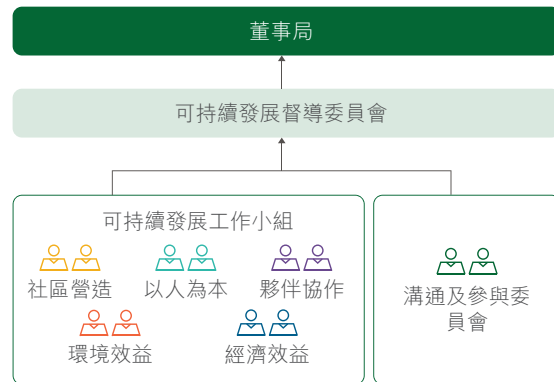 董事局
可持續發展督導委員會
可持續發展工作小組
社區營造
以人為本
夥伴協作
環境效益
經濟效益
溝通及參與委
員會